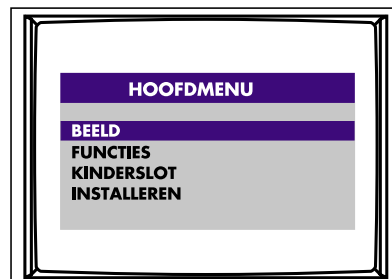 HOOFDMENU
BEELD
FUNCTIES
KINDERSLOT
INSTALLEREN